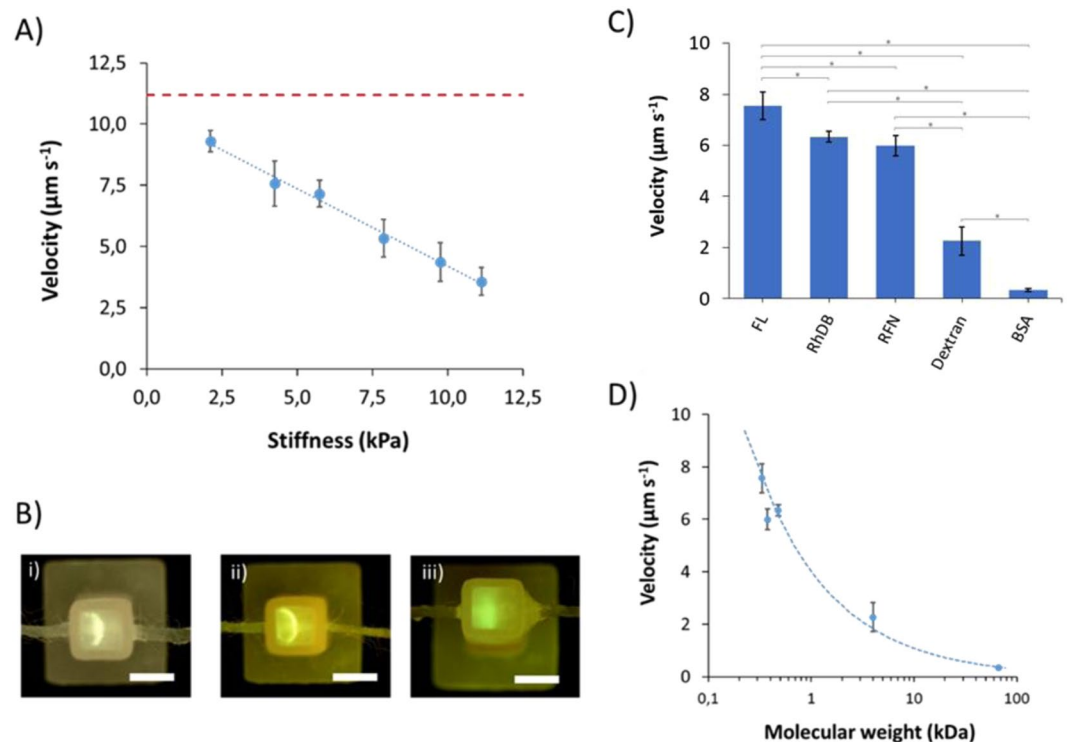 A)
12,5
10,0
7,5
5,0
2,5
0,0
Velocity (µm s⁻¹)
0,0 2,5 5,0 7,5 10,0 12,5
Stiffness (kPa)
B)
i)
ii)
iii)
C)
10
8
6
4
2
0
Velocity (µm s⁻¹)
* * * * * * * * *
FL RhDB RFN Dextran BSA
D)
10
8
6
4
2
0
Velocity (µm s⁻¹)
0,1 1 10 100
Molecular weight (kDa)